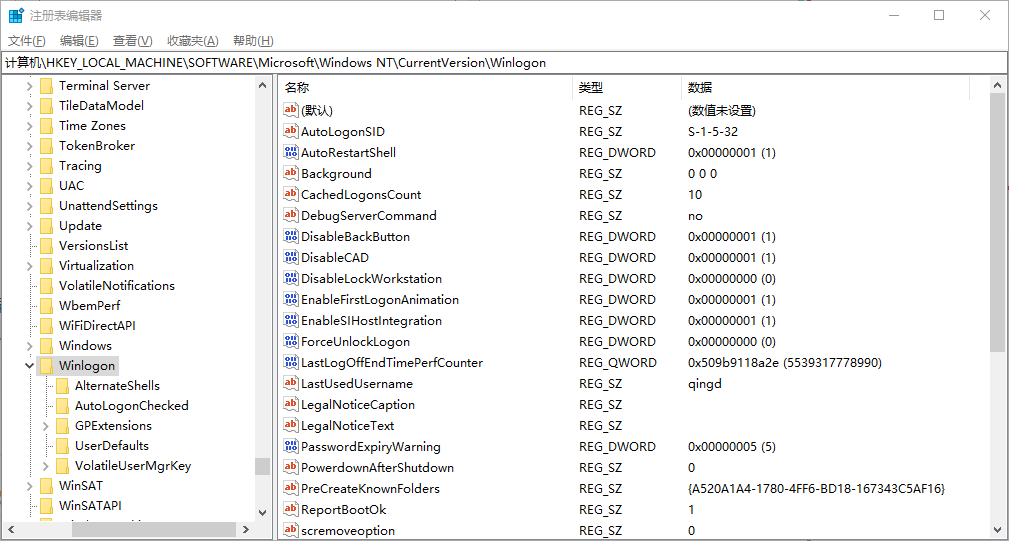 注册表编辑器
文件(F) 编辑(E) 查看(V) 收藏夹(A) 帮助(H)
计算机\HKEY_LOCAL_MACHINE\SOFTWARE\Microsoft\Windows NT\CurrentVersion\Winlogon
Terminal Server
TileDataModel
Time Zones
TokenBroker
Tracing
UAC
UnattendSettings
Update
VersionsList
Virtualization
VolatileNotifications
WbemPerf
WiFiDirectAPI
Windows
Winlogon
AlternateShells
AutoLogonChecked
GPExtensions
UserDefaults
VolatileUserMgrKey
WinSAT
WinSATAPI
名称 类型 数据
(默认) REG_SZ (数值未设置)
AutoLogonSID REG_SZ S-1-5-32
AutoRestartShell REG_DWORD 0x00000001 (1)
Background REG_SZ 0 0 0
CachedLogonsCount REG_SZ 10
DebugServerCommand REG_SZ no
DisableBackButton REG_DWORD 0x00000001 (1)
DisableCAD REG_DWORD 0x00000001 (1)
DisableLockWorkstation REG_DWORD 0x00000000 (0)
EnableFirstLogonAnimation REG_DWORD 0x00000001 (1)
EnableSIHostIntegration REG_DWORD 0x00000001 (1)
ForceUnlockLogon REG_DWORD 0x00000000 (0)
LastLogOffEndTimePerfCounter REG_QWORD 0x509b9118a2e (5539317778990)
LastUsedUsername REG_SZ qingd
LegalNoticeCaption REG_SZ
LegalNoticeText REG_SZ
PasswordExpiryWarning REG_DWORD 0x00000005 (5)
PowerdownAfterShutdown REG_SZ 0
PreCreateKnownFolders REG_SZ {A520A1A4-1780-4FF6-BD18-167343C5AF16}
ReportBootOk REG_SZ 1
scremoveoption REG_SZ 0